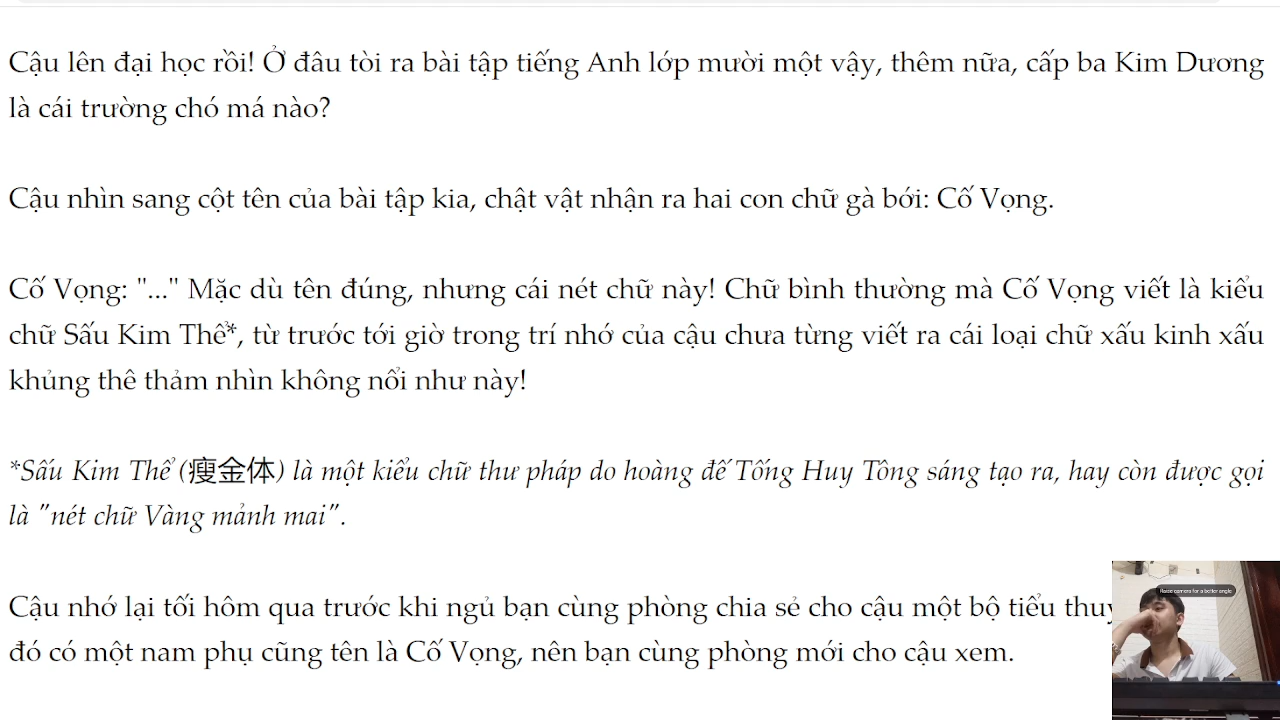 Cậu lên đại học rồi! Ở đâu tòi ra bài tập tiếng Anh lớp mười một vậy, thêm nữa, cấp ba Kim Dương
là cái trường chó má nào?
Cậu nhìn sang cột tên của bài tập kia, chật vật nhận ra hai con chữ gà bới: Cố Vọng.
Cố Vọng: "..." Mặc dù tên đúng, nhưng cái nét chữ này! Chữ bình thường mà Cố Vọng viết là kiểu
chữ Sấu Kim Thể*, từ trước tới giờ trong trí nhớ của cậu chưa từng viết ra cái loại chữ xấu kinh xấu
khủng thê thảm nhìn không nổi như này!
*Sấu Kim Thể (瘦金体) là một kiểu chữ thư pháp do hoàng đế Tống Huy Tông sáng tạo ra, hay còn được gọi
là "nét chữ Vàng mảnh mai".
Cậu nhớ lại tối hôm qua trước khi ngủ bạn cùng phòng chia sẻ cho cậu một bộ tiểu
đó có một nam phụ cũng tên là Cố Vọng, nên bạn cùng phòng mới cho cậu xem.
Raise camera for a better angle